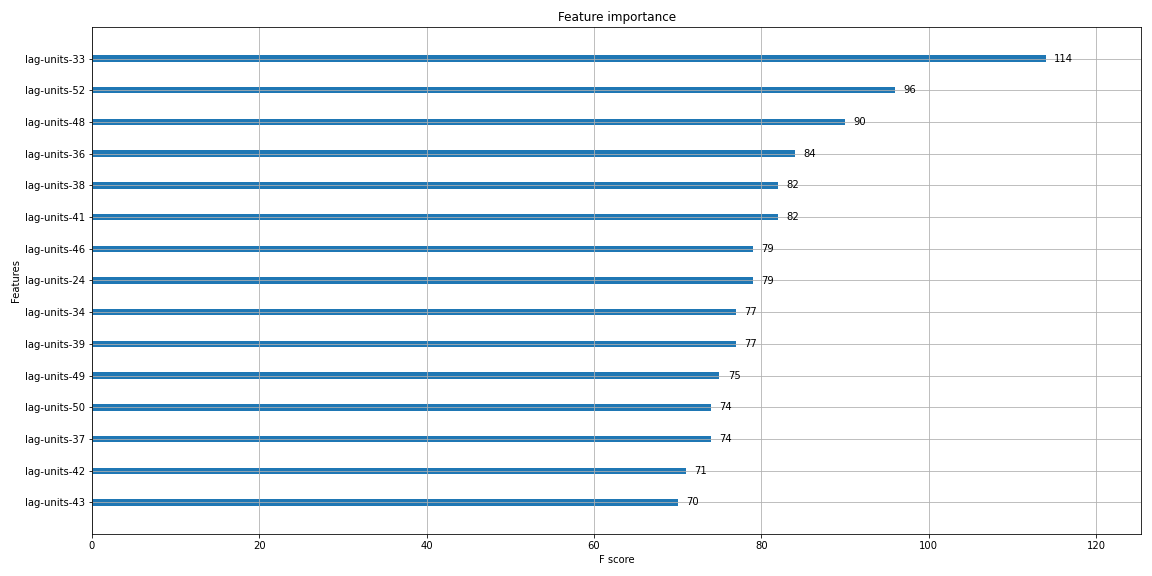 Feature importance
lag-units-33 114
lag-units-52 96
lag-units-48 90
lag-units-36 84
lag-units-38 82
lag-units-41 82
lag-units-46 79
lag-units-24 79
lag-units-34 77
lag-units-39 77
lag-units-49 75
lag-units-50 74
lag-units-37 74
lag-units-42 71
lag-units-43 70
Features
0 20 40 60 80 100 120
F score